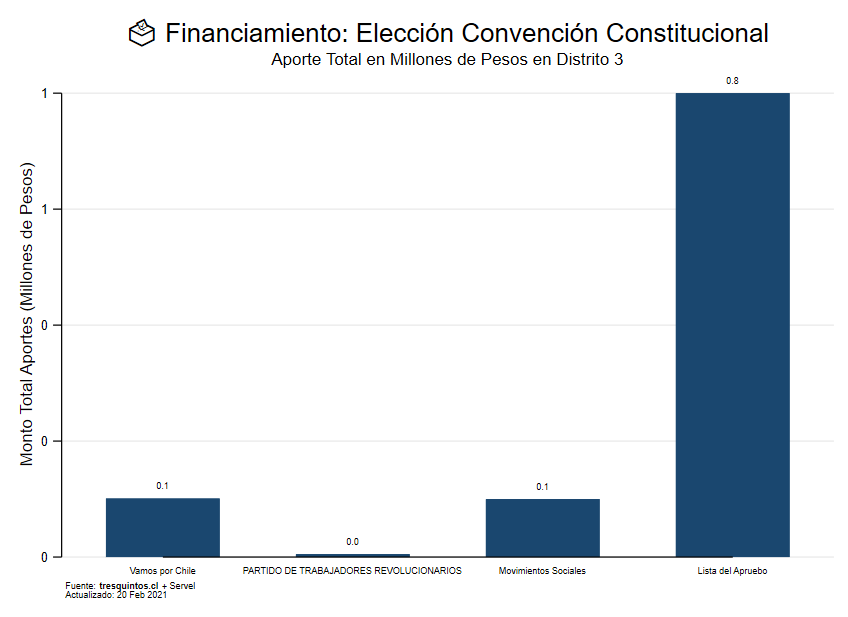 Financiamiento: Elección Convención Constitucional
Aporte Total en Millones de Pesos en Distrito 3
Monto Total Aportes (Millones de Pesos)
1
1
0
0
0
0.1
0.0
0.1
0.8
Vamos por Chile
PARTIDO DE TRABAJADORES REVOLUCIONARIOS
Movimientos Sociales
Lista del Apruebo
Fuente: tresquintos.cl + Servel
Actualizado: 20 Feb 2021